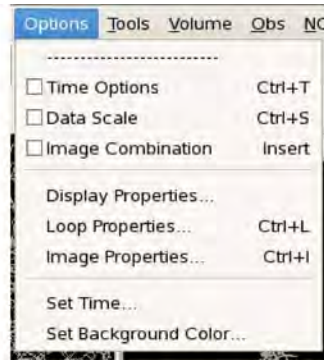 Options Tools Volume Obs NC
---------------------------
Time Options Ctrl+T
Data Scale Ctrl+S
Image Combination Insert
Display Properties...
Loop Properties... Ctrl+L
Image Properties... Ctrl+I
Set Time...
Set Background Color...